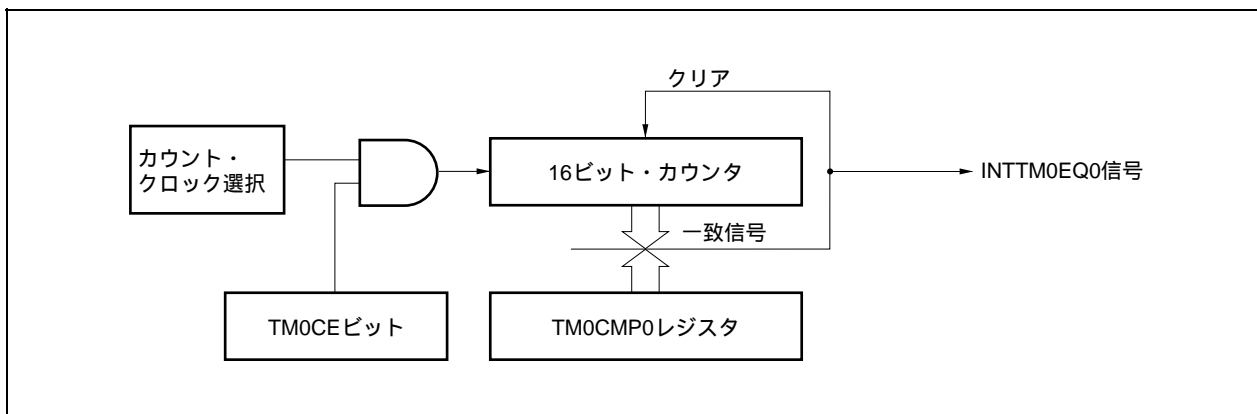 クリア
カウント・
クロック選択
16ビット・カウンタ
INTTM0EQ0信号
一致信号
TM0CEビット
TM0CMP0レジスタ